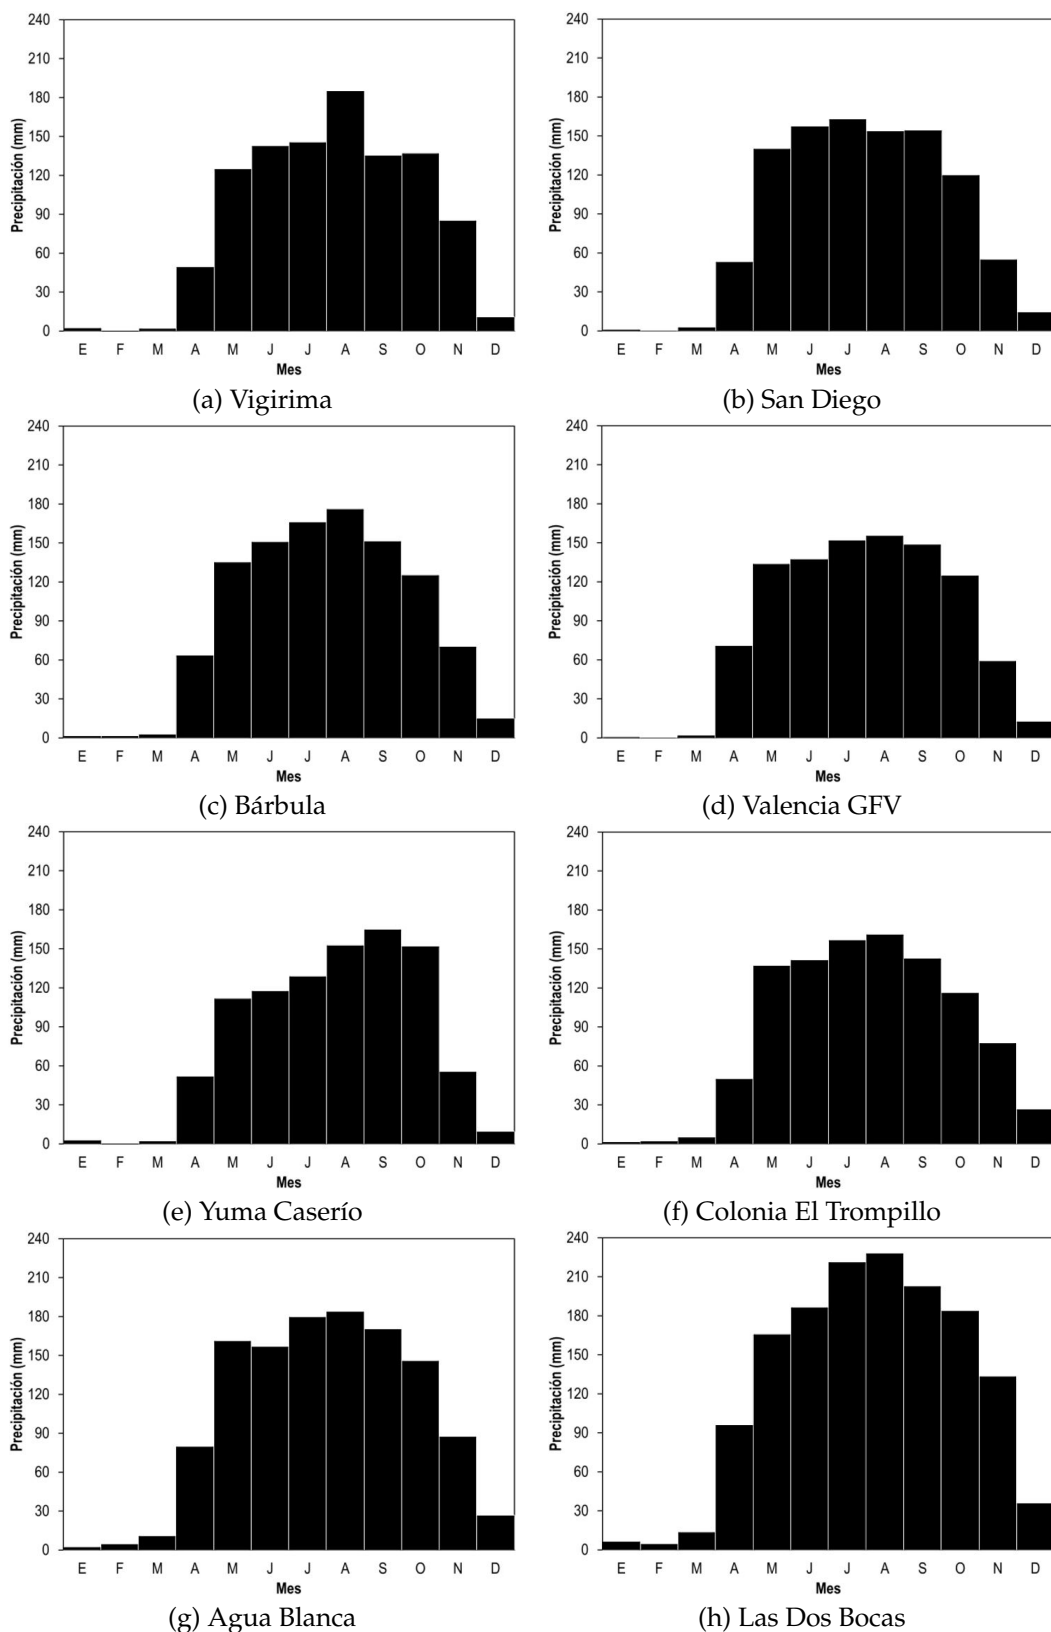 240
210
180
150
120
90
60
30
0
Precipitación (mm)
E F M A M J J A S O N D
Mes
(a) Vigirima
240
210
180
150
120
90
60
30
0
Precipitación (mm)
E F M A M J J A S O N D
Mes
(b) San Diego
240
210
180
150
120
90
60
30
0
Precipitación (mm)
E F M A M J J A S O N D
Mes
(c) Bárbula
240
210
180
150
120
90
60
30
0
Precipitación (mm)
E F M A M J J A S O N D
Mes
(d) Valencia GFV
240
210
180
150
120
90
60
30
0
Precipitación (mm)
E F M A M J J A S O N D
Mes
(e) Yuma Caserío
240
210
180
150
120
90
60
30
0
Precipitación (mm)
E F M A M J J A S O N D
Mes
(f) Colonia El Trompillo
240
210
180
150
120
90
60
30
0
Precipitación (mm)
E F M A M J J A S O N D
Mes
(g) Agua Blanca
240
210
180
150
120
90
60
30
0
Precipitación (mm)
E F M A M J J A S O N D
Mes
(h) Las Dos Bocas